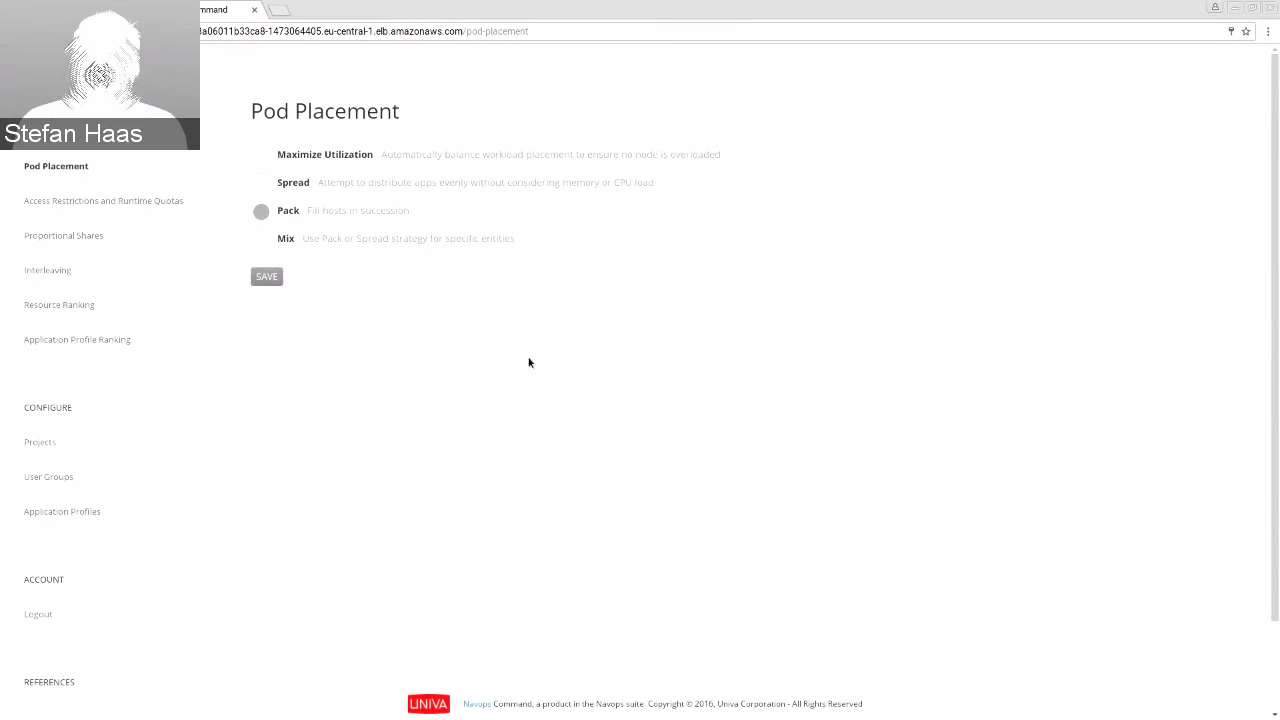 mmand
3a06011b33ca8-1473064405.eu-central-1.elb.amazonaws.com/pod-placement
Stefan Haas
Pod Placement
Access Restrictions and Runtime Quotas
Proportional Shares
Interleaving
Resource Ranking
Application Profile Ranking
CONFIGURE
Projects
User Groups
Application Profiles
ACCOUNT
Logout
REFERENCES
Pod Placement
Maximize Utilization Automatically balance workload placement to ensure no node is overloaded
Spread Attempt to distribute apps evenly without considering memory or CPU load
Pack Fill hosts in succession
Mix Use Pack or Spread strategy for specific entities
SAVE
UNIVA Navops Command, a product in the Navops suite. Copyright © 2016, Univa Corporation - All Rights Reserved